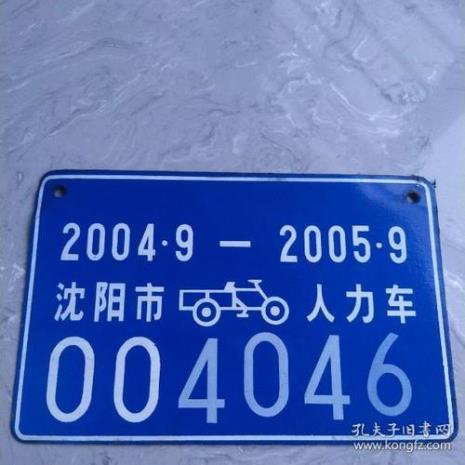 2004·9 — 2005·9
沈阳市 人力车
004046
孔夫子旧书网
www.kongfz.com